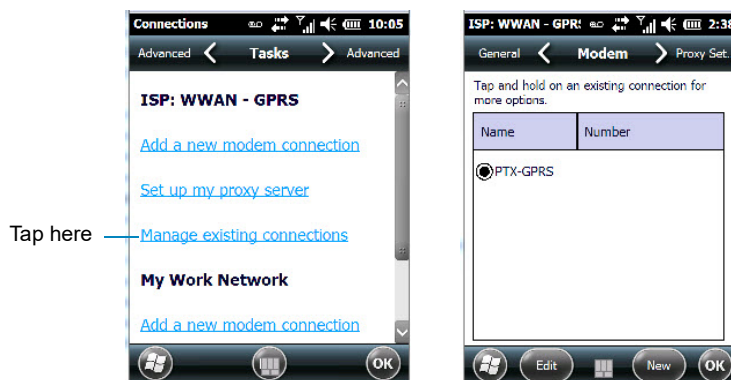 Connections 10:05
Advanced Tasks Advanced
ISP: WWAN - GPRS
Add a new modem connection
Set up my proxy server
Tap here
Manage existing connections
My Work Network
Add a new modem connection
OK
ISP: WWAN - GPR: 2:38
General Modem Proxy Set.
Tap and hold on an existing connection for
more options.
Name Number
PTX-GPRS
Edit New OK